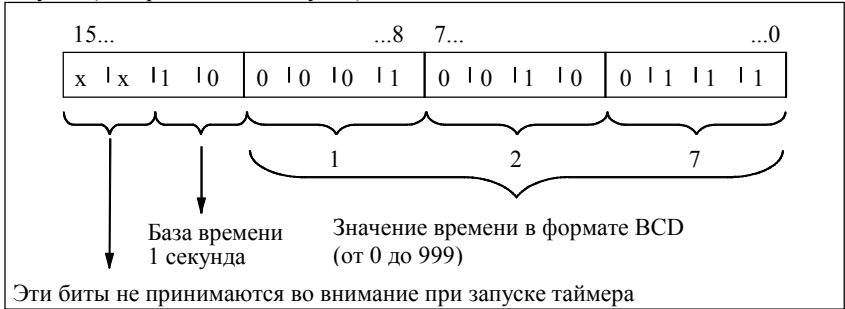 15... ...8 7... ...0
x x 1 0 0 0 0 1 0 0 1 0 0 1 1 1
1 2 7
База времени Значение времени в формате BCD
1 секунда (от 0 до 999)
Эти биты не принимаются во внимание при запуске таймера